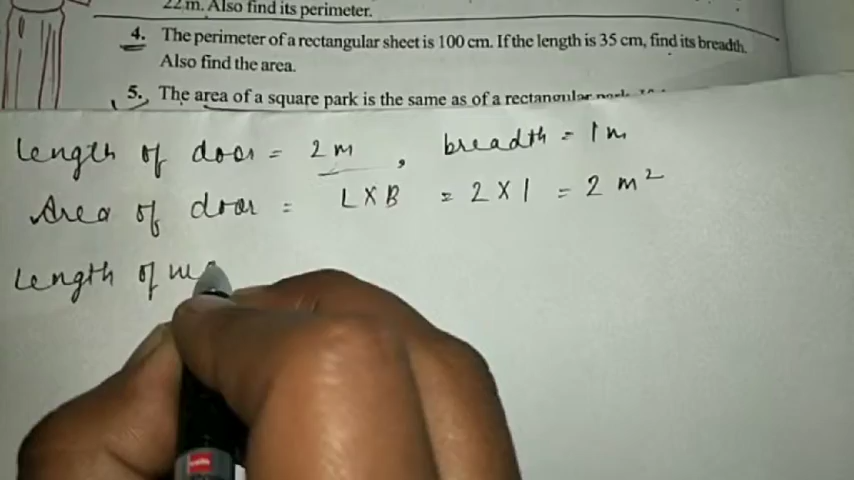 22 m. Also find its perimeter.
4. The perimeter of a rectangular sheet is 100 cm. If the length is 35 cm, find its breadth.
Also find the area.
5. The area of a square park is the same as of a rectangular
length of door = 2 m , breadth = 1 m
Area of door = L X B = 2 X 1 = 2 m²
length of